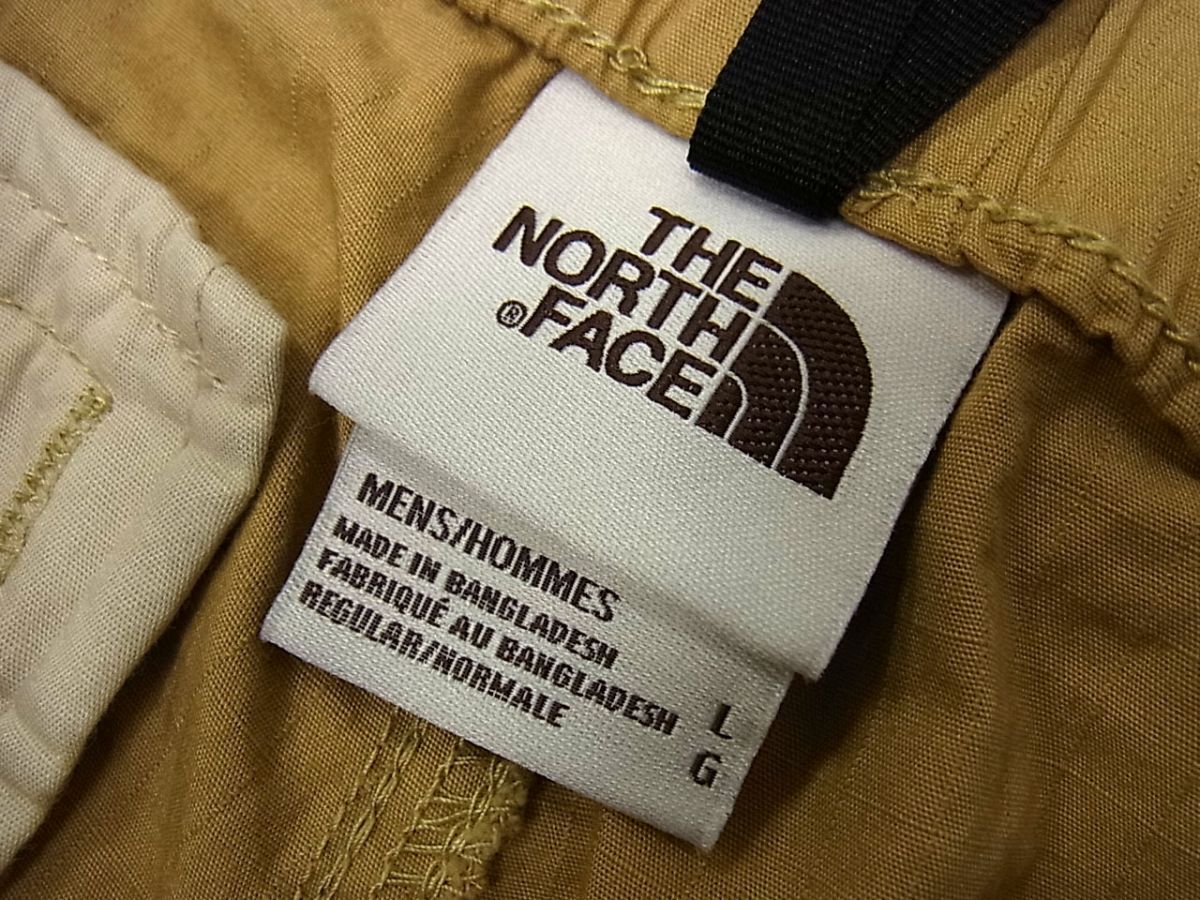 THE
NORTH
®FACE
MENS/HOMMES
MADE IN BANGLADESH
FABRIQUÉ AU BANGLADESH L
REGULAR/NORMALE G